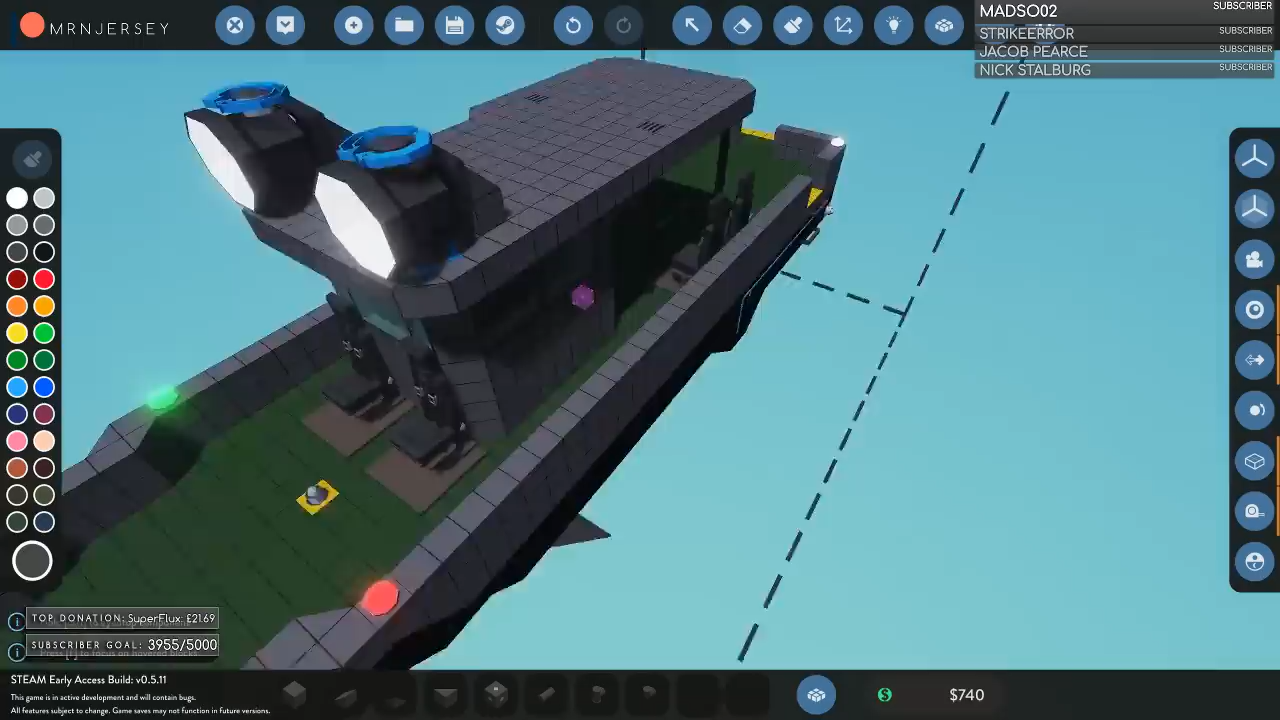 MRNJERSEY
MADSO02 SUBSCRIBER
STRIKEERROR SUBSCRIBER
JACOB PEARCE SUBSCRIBER
NICK STALBURG SUBSCRIBER
TOP DONATION: SuperFlux: £21.69
SUBSCRIBER GOAL: 3955/5000
STEAM Early Access Build: v0.5.11
This game is in active development and will contain bugs.
All features subject to change. Game saves may not function in future versions.
$ $740